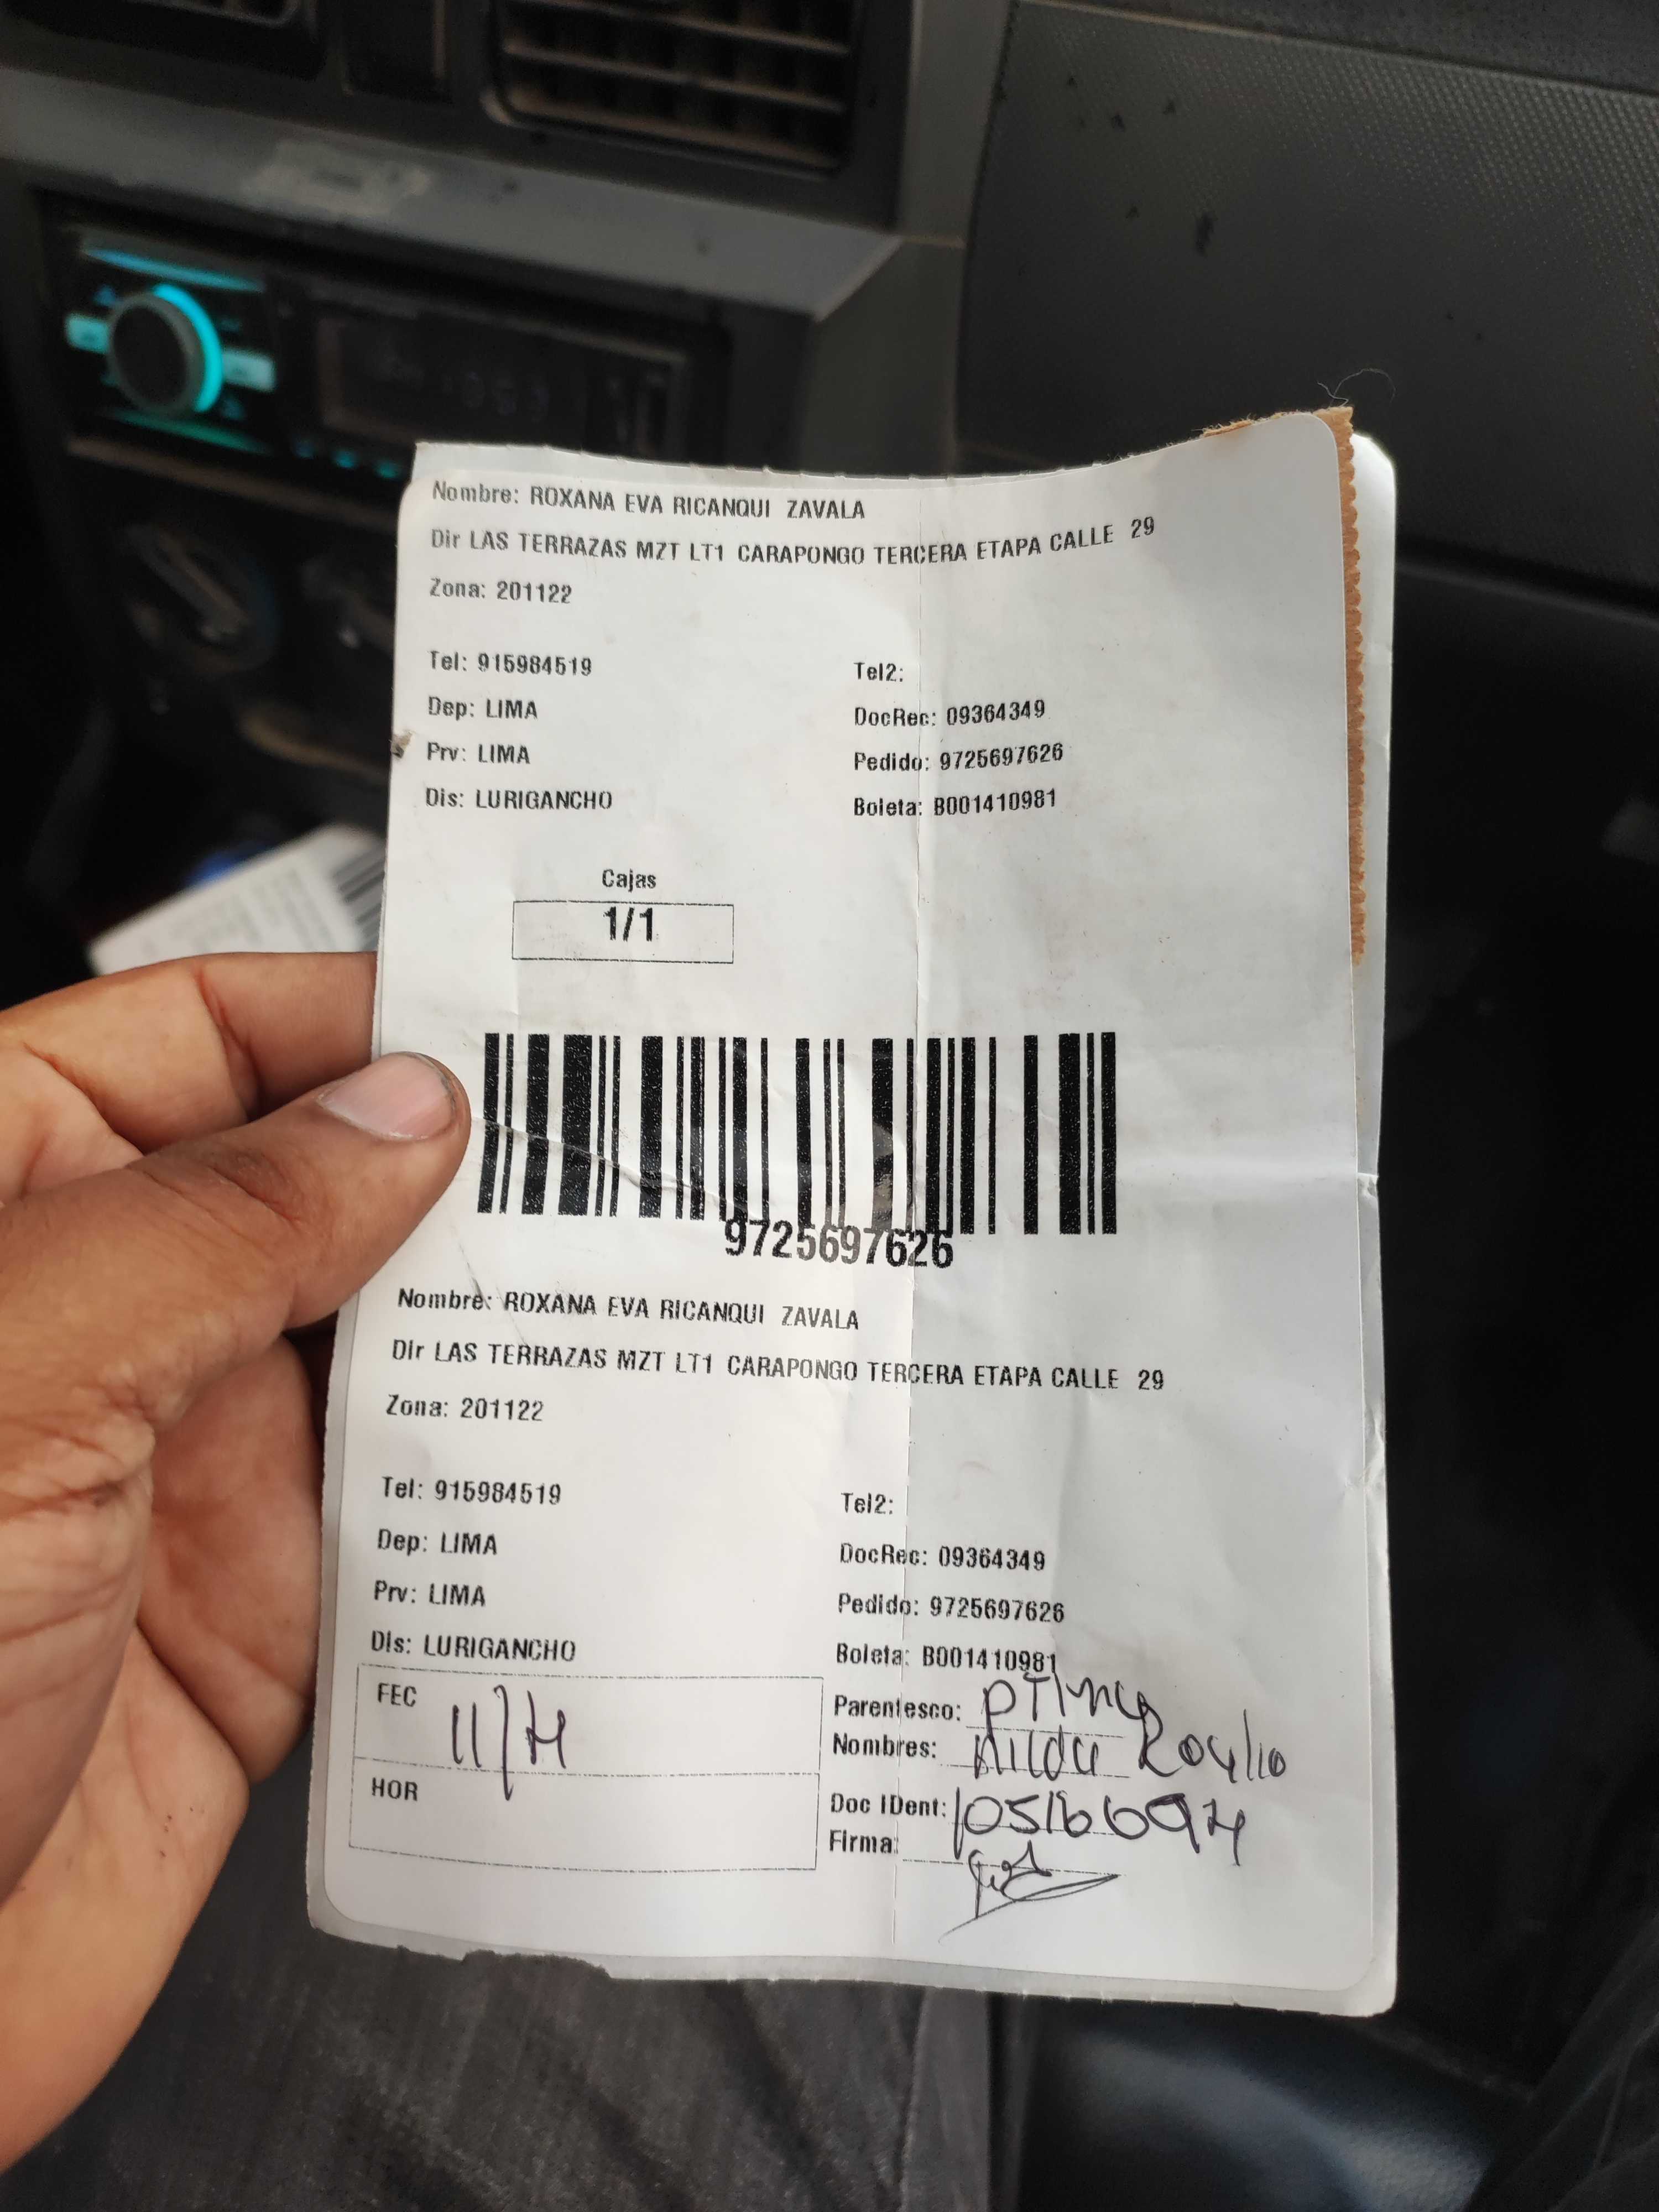 Nombre: ROXANA EVA RICANQUI ZAVALA
Dir LAS TERRAZAS MZT LT1 CARAPONGO TERCERA ETAPA CALLE 29
Zona: 201122
Tel: 915984519 Tel2:
Dep: LIMA DocRec: 09364349
Prv: LIMA Pedido: 9725697626
Dis: LURIGANCHO Boleta: B001410981
Cajas
1/1
9725697626
Nombre: ROXANA EVA RICANQUI ZAVALA
Dir LAS TERRAZAS MZT LT1 CARAPONGO TERCERA ETAPA CALLE 29
Zona: 201122
Tel: 915984519 Tel2:
Dep: LIMA DocRec: 09364349
Prv: LIMA Pedido: 9725697626
Dis: LURIGANCHO Boleta: B001410981
FEC 11/4 Parentesco:
Nombres:
HOR Doc IDent:
Firma: